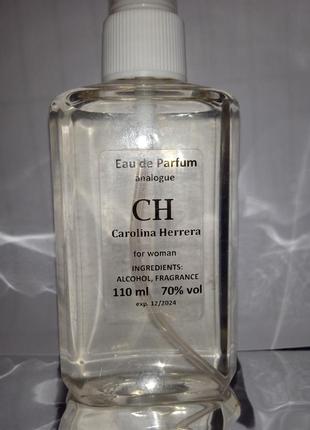 Eau de Parfum
analogue
CH
Carolina Herrera
for woman
INGREDIENTS:
ALCOHOL, FRAGRANCE
110 ml 70% vol
exp. 12/2024